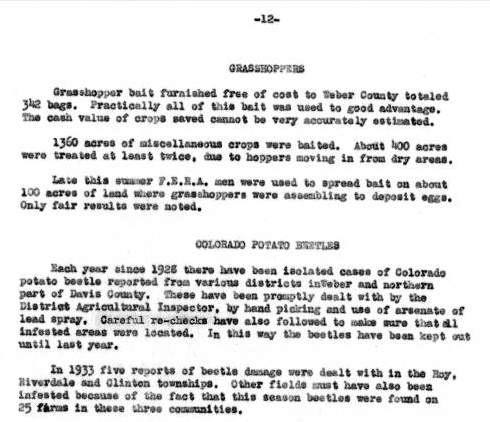 -12-
GRASSHOPPERS
Grasshopper bait furnished free of cost to Weber County totaled
342 bags. Practically all of this bait was used to good advantage.
The cash value of crops saved cannot be very accurately estimated.
1360 acres of miscellaneous crops were baited. About 400 acres
were treated at least twice, due to hoppers moving in from dry areas.
Late this summer F.E.R.A. men were used to spread bait on about
100 acres of land where grasshoppers were assembling to deposit eggs.
Only fair results were noted.
COLORADO POTATO BEETLES
Each year since 1928 there have been isolated cases of Colorado
potato beetle reported from various districts inWeber and northern
part of Davis County. These have been promptly dealt with by the
District Agricultural Inspector, by hand picking and use of arsenate of
lead spray. Careful re-checks have also followed to make sure that all
infested areas were located. In this way the beetles have been kept out
until last year.
In 1933 five reports of beetle damage were dealt with in the Roy,
Riverdale and Clinton townships. Other fields must have also been
infested because of the fact that this season beetles were found on
25 farms in these three communities.